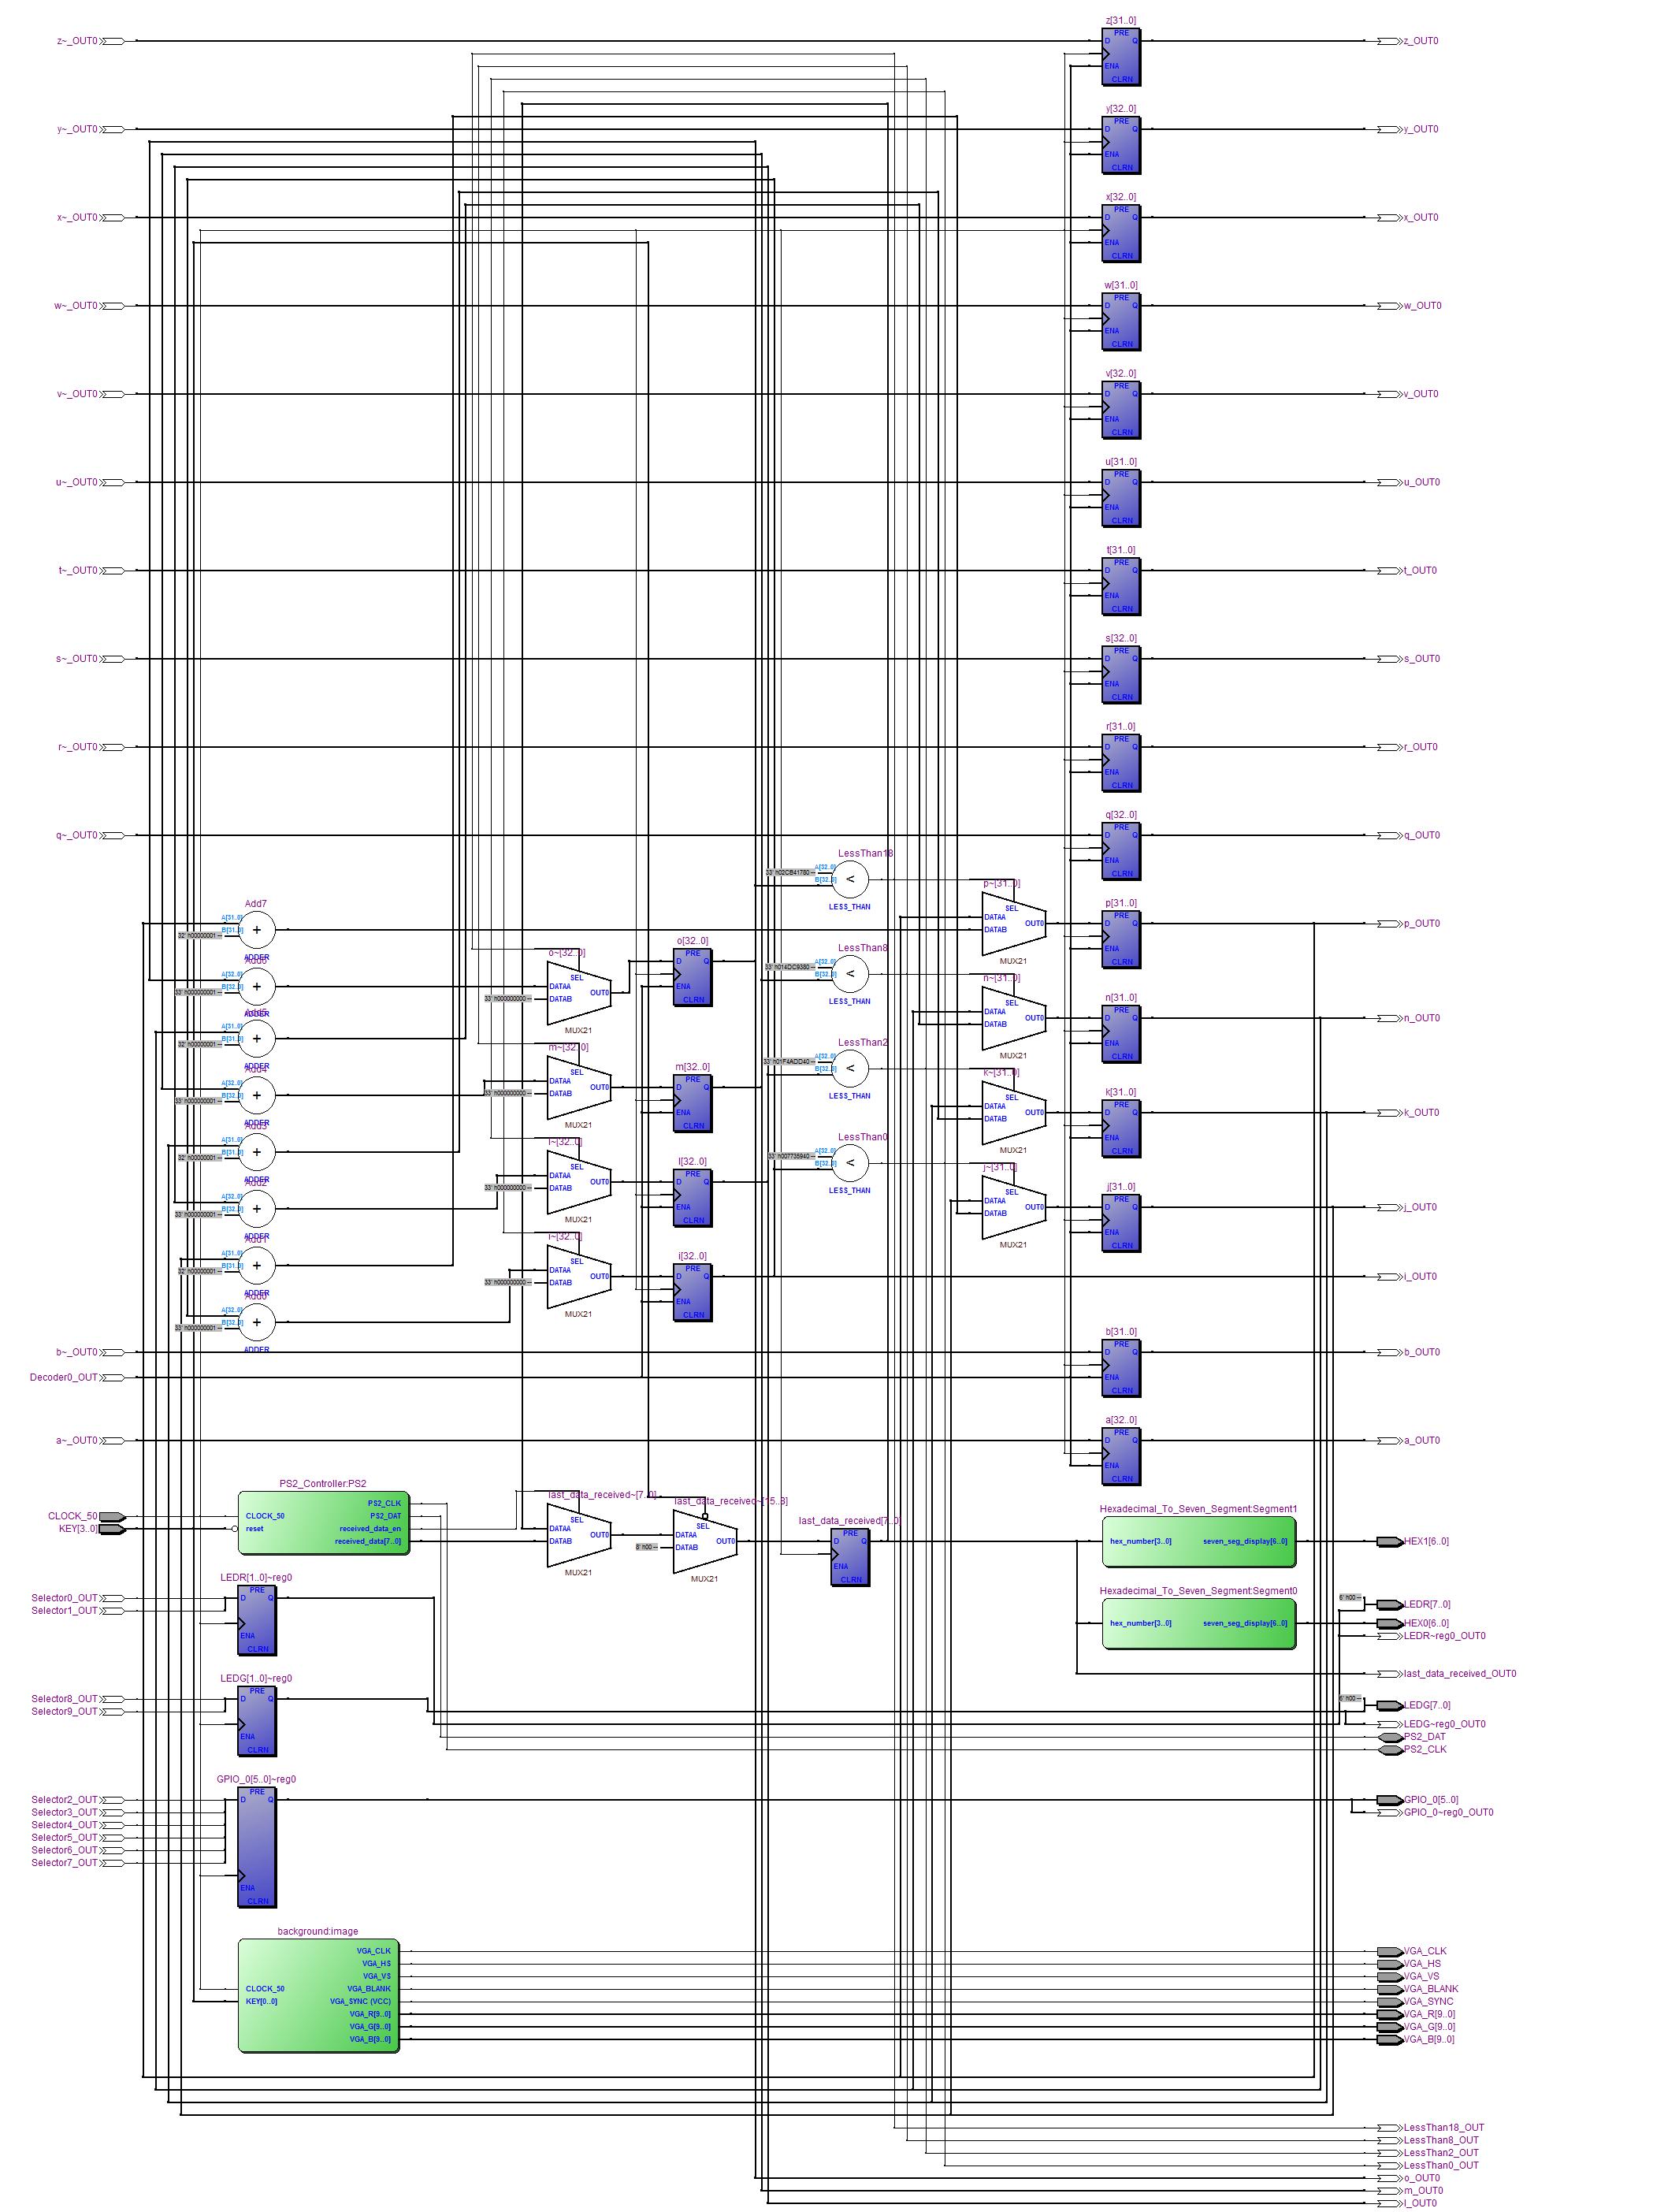 z[31..0]
z~_OUT0 D PRE Q ENA CLRN z_OUT0
y[32..0]
y~_OUT0 D PRE Q ENA CLRN y_OUT0
x[32..0]
x~_OUT0 D PRE Q ENA CLRN x_OUT0
w[31..0]
w~_OUT0 D PRE Q ENA CLRN w_OUT0
v[32..0]
v~_OUT0 D PRE Q ENA CLRN v_OUT0
u[31..0]
u~_OUT0 D PRE Q ENA CLRN u_OUT0
t[31..0]
t~_OUT0 D PRE Q ENA CLRN t_OUT0
s[32..0]
s~_OUT0 D PRE Q ENA CLRN s_OUT0
r[31..0]
r~_OUT0 D PRE Q ENA CLRN r_OUT0
q[32..0]
q~_OUT0 D PRE Q ENA CLRN q_OUT0
LessThan18
33' h02CB41780 -- A[32..0]
B[32..0]
<
LESS_THAN
p~[31..0]
SEL
DATAA
DATAB
OUT0
MUX21
p[31..0]
D PRE Q ENA CLRN p_OUT0
Add7
A[31..0]
B[31..0]
32' h00000001 --
+
ADDER
A[32..0]
B[32..0]
33' h000000001 --
+
ADDER
A[31..0]
B[31..0]
32' h00000001 --
+
ADDER
Add4
A[32..0]
B[32..0]
33' h000000001 --
+
ADDER
Add3
A[31..0]
B[31..0]
32' h00000001 --
+
ADDER
Add2
A[32..0]
B[32..0]
33' h000000001 --
+
ADDER
Add1
A[31..0]
B[31..0]
32' h00000001 --
+
ADDER
Add0
A[32..0]
B[32..0]
33' h000000001 --
+
ADDER
o~[32..0]
SEL
DATAA
33' h000000000 -- DATAB
OUT0
MUX21
o[32..0]
D PRE Q ENA CLRN
LessThan8
33' h014DC9380 -- A[32..0]
B[32..0]
<
LESS_THAN
n~[31..0]
SEL
DATAA
DATAB
OUT0
MUX21
n[31..0]
D PRE Q ENA CLRN n_OUT0
m~[32..0]
SEL
DATAA
33' h000000000 -- DATAB
OUT0
MUX21
m[32..0]
D PRE Q ENA CLRN
LessThan2
33' h01F4ADD40 -- A[32..0]
B[32..0]
<
LESS_THAN
k~[31..0]
SEL
DATAA
DATAB
OUT0
MUX21
k[31..0]
D PRE Q ENA CLRN k_OUT0
l~[32..0]
SEL
DATAA
33' h000000000 -- DATAB
OUT0
MUX21
l[32..0]
D PRE Q ENA CLRN
LessThan0
33' h007735940 -- A[32..0]
B[32..0]
<
LESS_THAN
j~[31..0]
SEL
DATAA
DATAB
OUT0
MUX21
j[31..0]
D PRE Q ENA CLRN j_OUT0
i~[32..0]
SEL
DATAA
33' h000000000 -- DATAB
OUT0
MUX21
i[32..0]
D PRE Q ENA CLRN i_OUT0
b[31..0]
b~_OUT0 D PRE Q ENA CLRN b_OUT0
Decoder0_OUT
a[32..0]
a~_OUT0 D PRE Q ENA CLRN a_OUT0
PS2_Controller:PS2
CLOCK_50 CLOCK_50
KEY[3..0] reset
PS2_CLK
PS2_DAT
received_data_en
received_data[7..0]
last_data_received~[7..0]
SEL
DATAA
DATAB
OUT0
MUX21
last_data_received~[15..8]
SEL
DATAA
8' h00 -- DATAB
OUT0
MUX21
last_data_received[7..0]
D PRE Q ENA CLRN
Hexadecimal_To_Seven_Segment:Segment1
hex_number[3..0] seven_seg_display[6..0] HEX1[6..0]
Hexadecimal_To_Seven_Segment:Segment0
hex_number[3..0] seven_seg_display[6..0] HEX0[6..0]
6' h00 -- LEDR[7..0]
LEDR~reg0_OUT0
last_data_received_OUT0
6' h00 -- LEDG[7..0]
LEDG~reg0_OUT0
PS2_DAT
PS2_CLK
LEDR[1..0]~reg0
Selector0_OUT
Selector1_OUT
D PRE Q ENA CLRN
LEDG[1..0]~reg0
Selector8_OUT
Selector9_OUT
D PRE Q ENA CLRN
GPIO_0[5..0]~reg0
Selector2_OUT
Selector3_OUT
Selector4_OUT
Selector5_OUT
Selector6_OUT
Selector7_OUT
D PRE Q ENA CLRN
GPIO_0[5..0]
GPIO_0~reg0_OUT0
background:image
CLOCK_50
KEY[0..0]
VGA_CLK VGA_CLK
VGA_HS VGA_HS
VGA_VS VGA_VS
VGA_BLANK VGA_BLANK
VGA_SYNC (VCC) VGA_SYNC
VGA_R[9..0] VGA_R[9..0]
VGA_G[9..0] VGA_G[9..0]
VGA_B[9..0] VGA_B[9..0]
LessThan18_OUT
LessThan8_OUT
LessThan2_OUT
LessThan0_OUT
o_OUT0
m_OUT0
l_OUT0